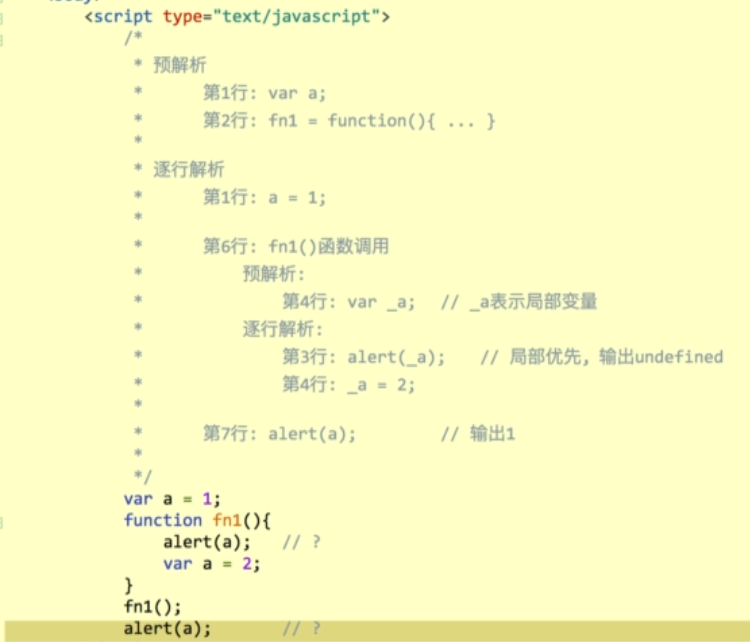 <script type="text/javascript">
/*
* 预解析
* 第1行: var a;
* 第2行: fn1 = function(){ ... }
*
* 逐行解析
* 第1行: a = 1;
*
* 第6行: fn1()函数调用
* 预解析:
* 第4行: var _a; // _a表示局部变量
* 逐行解析:
* 第3行: alert(_a); // 局部优先, 输出undefined
* 第4行: _a = 2;
*
* 第7行: alert(a); // 输出1
*
*/
var a = 1;
function fn1(){
alert(a); // ?
var a = 2;
}
fn1();
alert(a); // ?